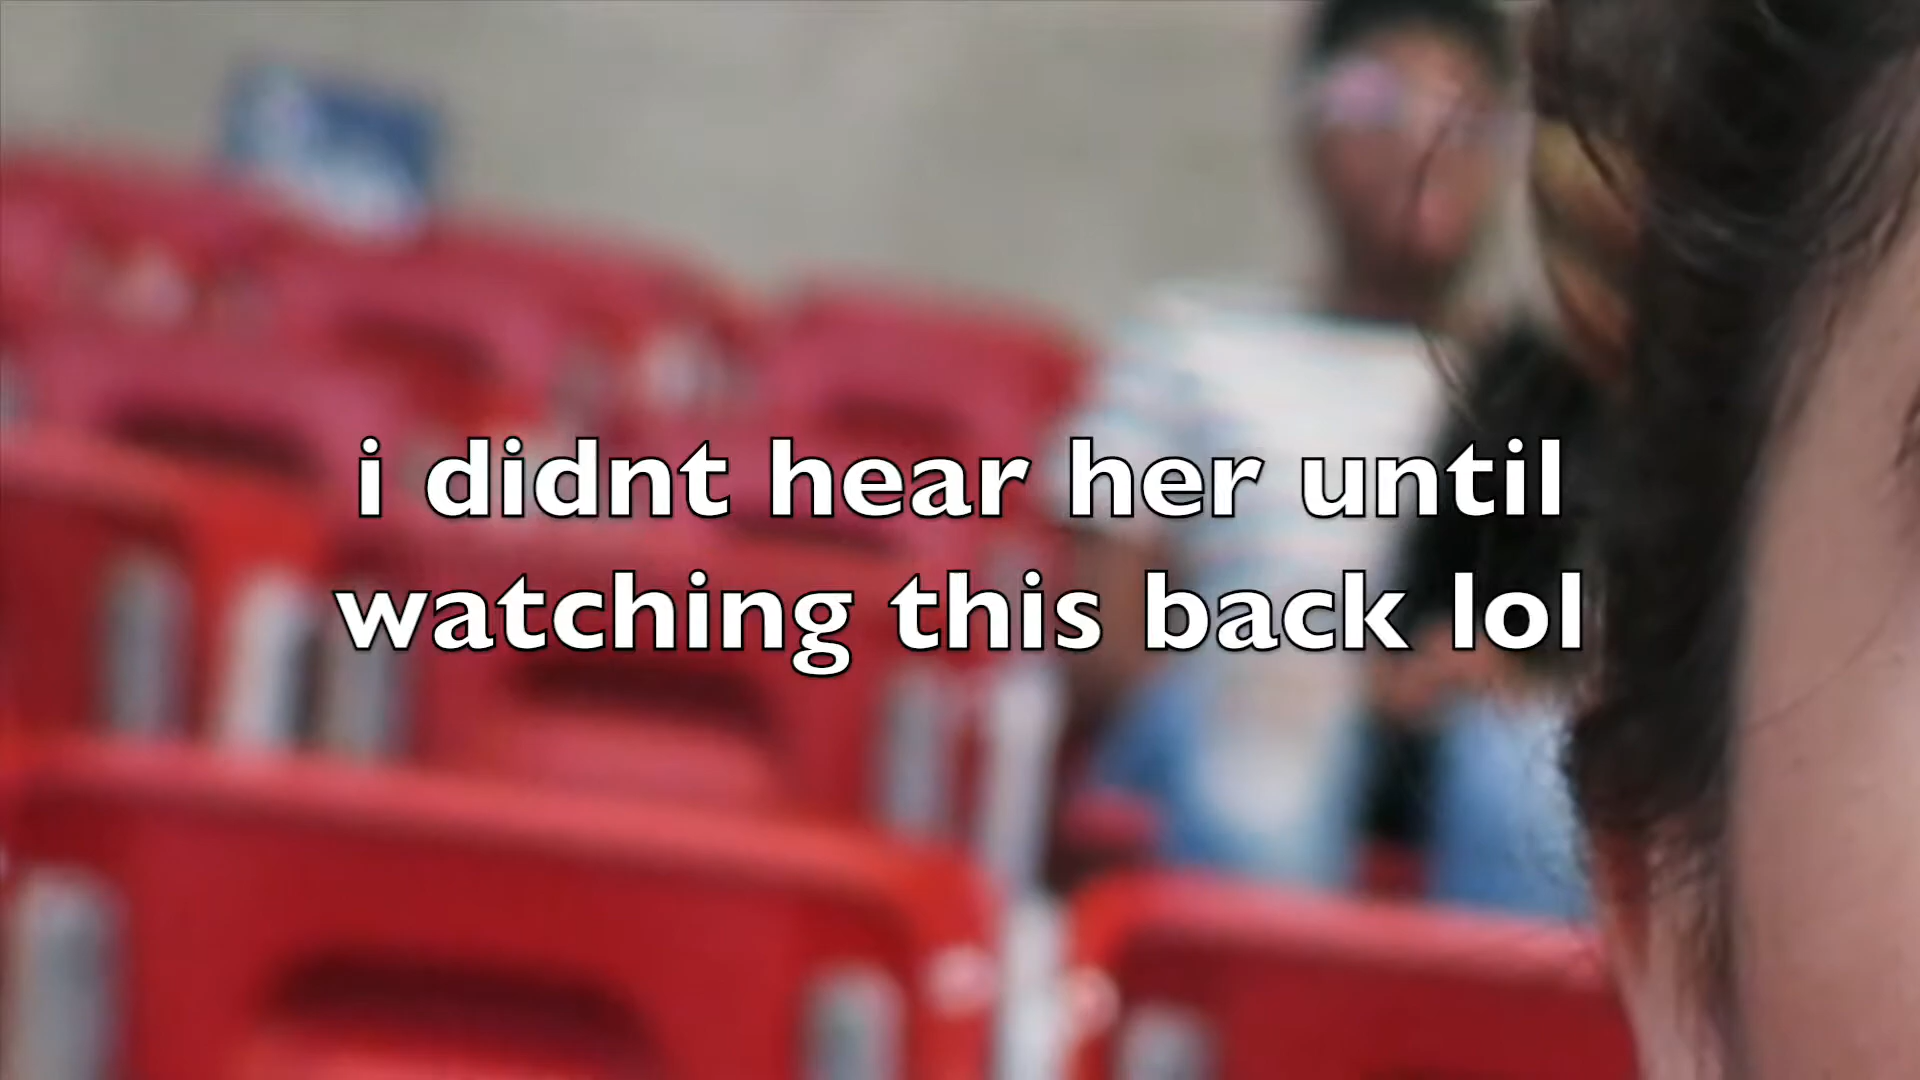 i didnt hear her until
watching this back lol